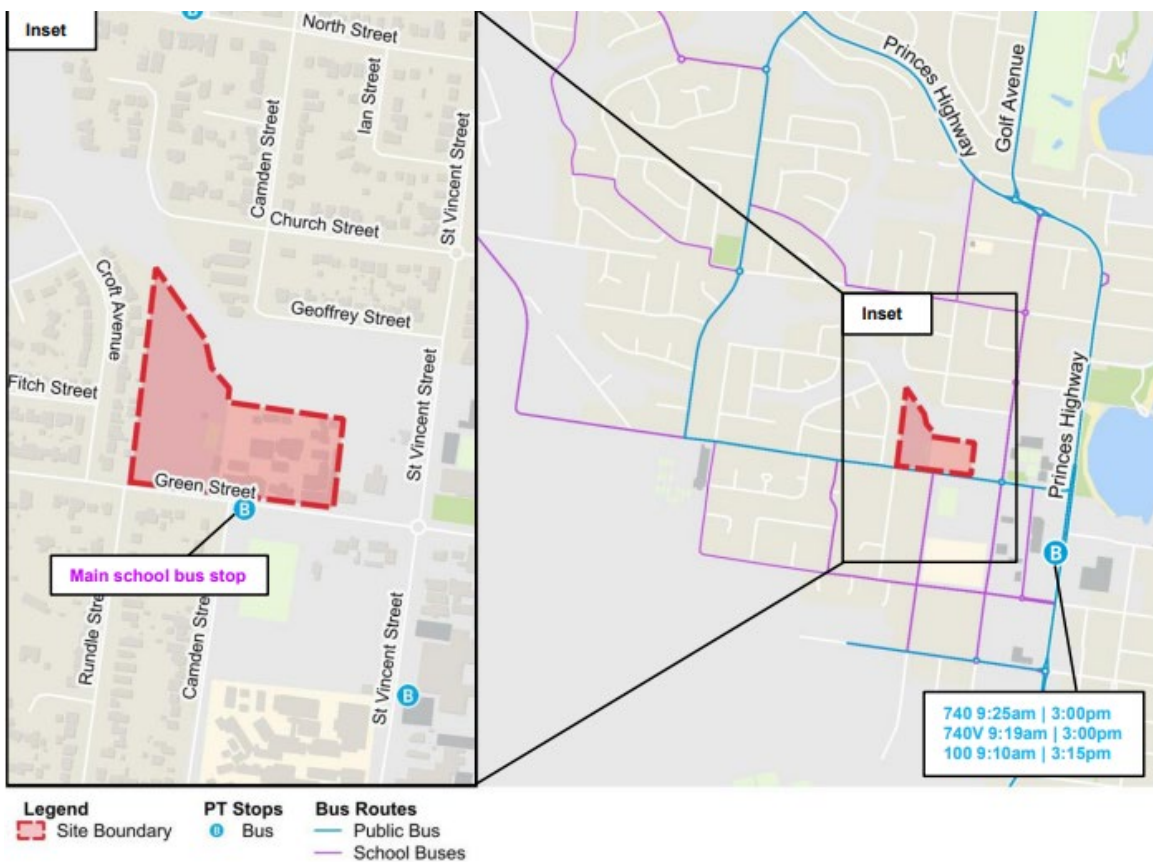 Inset
North Street
Ian Street
Camden Street
St Vincent Street
Church Street
Croft Avenue
Geoffrey Street
Fitch Street
St Vincent Street
Green Street
B
Main school bus stop
Rundle Street
Camden Street
St Vincent Street
B
Princes Highway
Golf Avenue
Inset
Princes Highway
B
740 9:25am | 3:00pm
740V 9:19am | 3:00pm
100 9:10am | 3:15pm
Legend
Site Boundary
PT Stops
B Bus
Bus Routes
Public Bus
School Buses